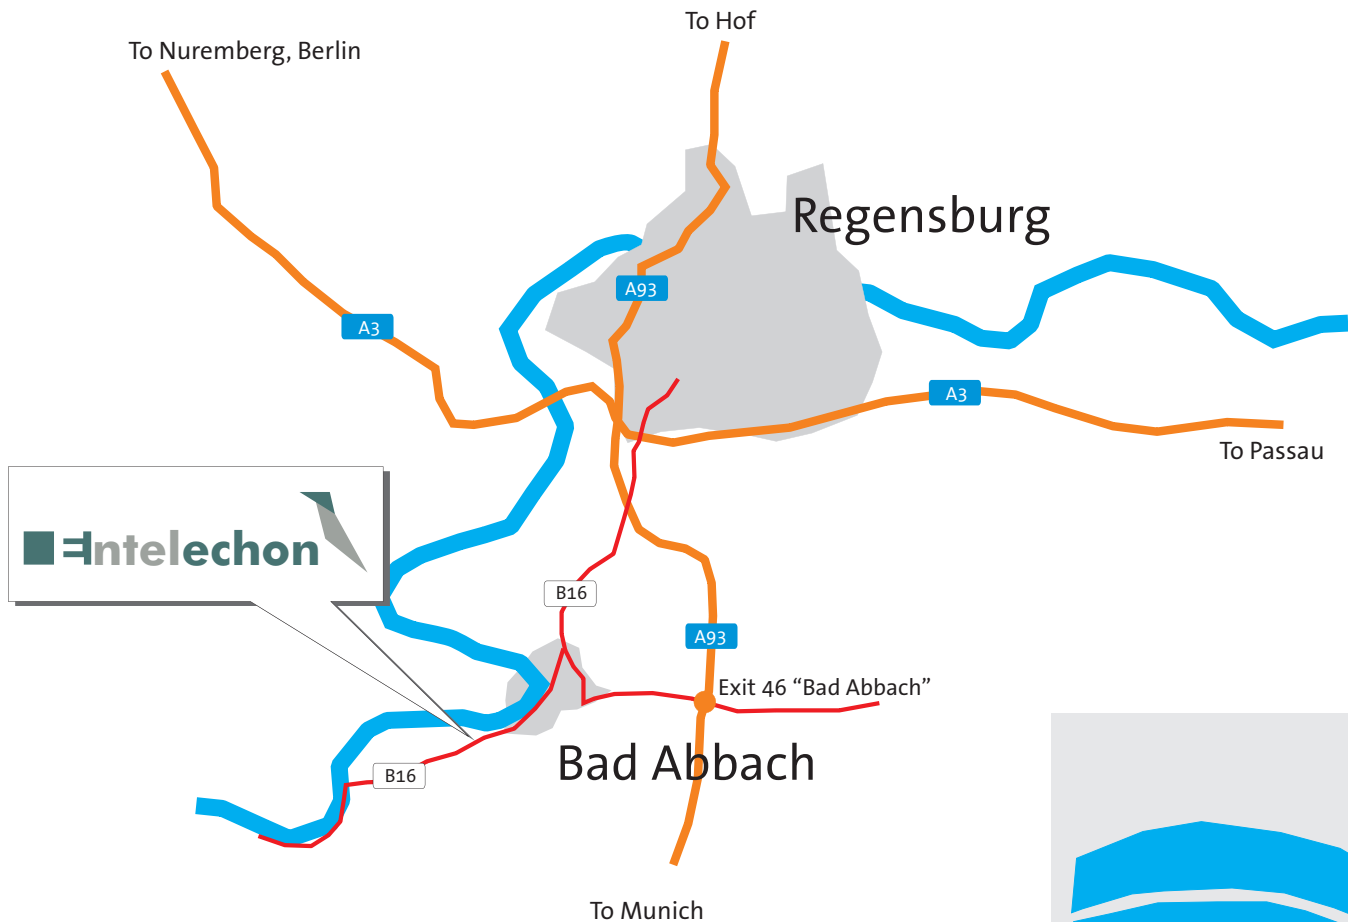 To Hof
To Nuremberg, Berlin
Regensburg
A93
A3
A3
To Passau
Entelechon
B16
A93
Exit 46 “Bad Abbach”
Bad Abbach
B16
To Munich